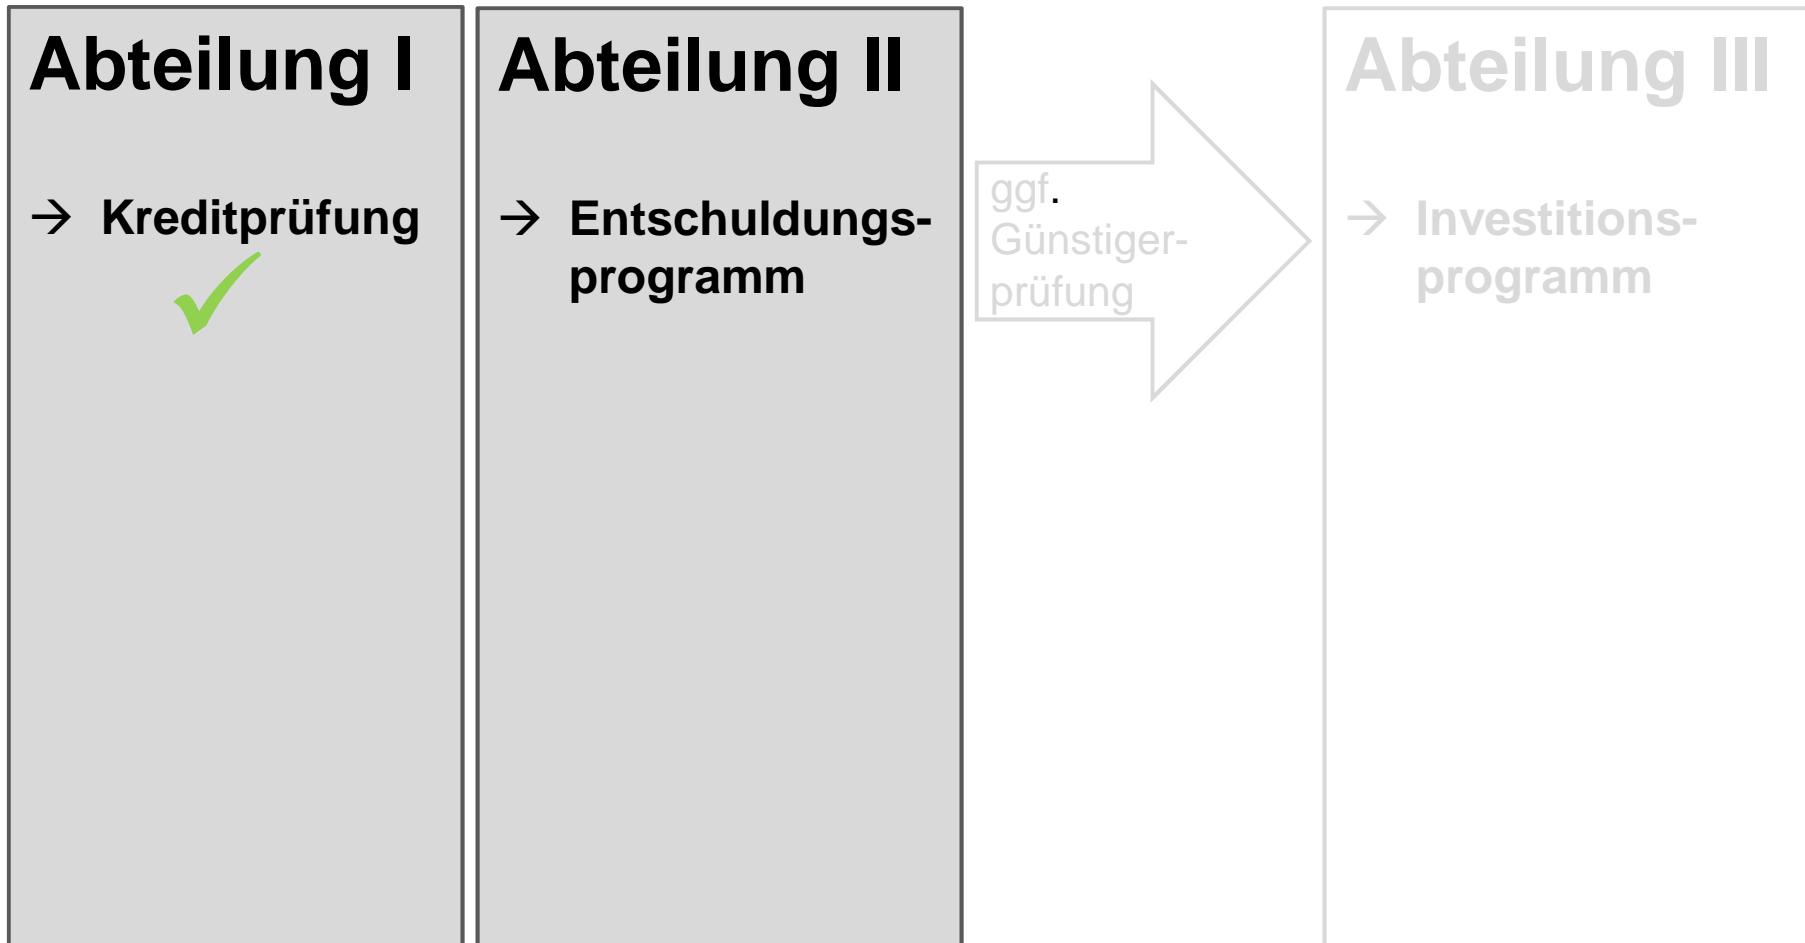 Abteilung I
→ Kreditprüfung
Abteilung II
→ Entschuldungs-
programm
ggf.
Günstiger-
prüfung
Abteilung III
→ Investitions-
programm